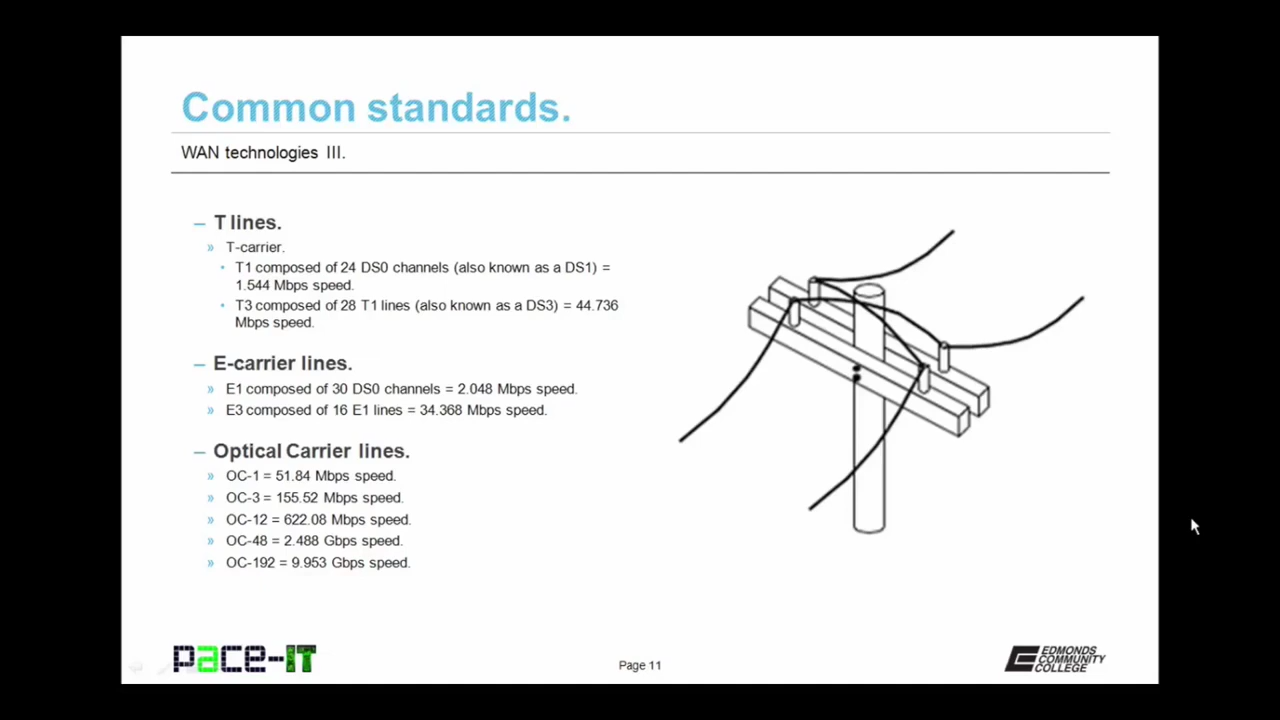 Common standards.
WAN technologies III.
– T lines.
» T-carrier.
• T1 composed of 24 DS0 channels (also known as a DS1) =
1.544 Mbps speed.
• T3 composed of 28 T1 lines (also known as a DS3) = 44.736
Mbps speed.
– E-carrier lines.
» E1 composed of 30 DS0 channels = 2.048 Mbps speed.
» E3 composed of 16 E1 lines = 34.368 Mbps speed.
– Optical Carrier lines.
» OC-1 = 51.84 Mbps speed.
» OC-3 = 155.52 Mbps speed.
» OC-12 = 622.08 Mbps speed.
» OC-48 = 2.488 Gbps speed.
» OC-192 = 9.953 Gbps speed.
pace-IT
Page 11
EDMONDS
COMMUNITY
COLLEGE